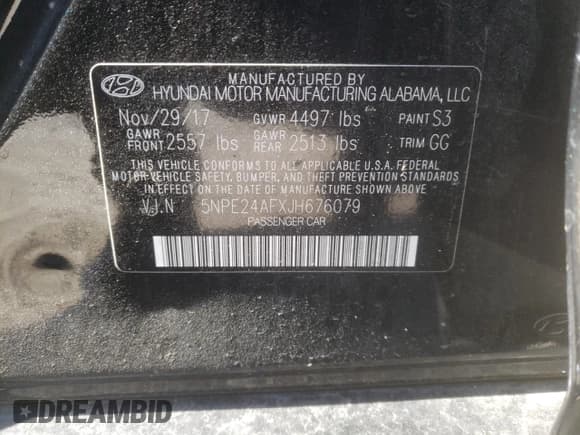 MANUFACTURED BY
HYUNDAI MOTOR MANUFACTURING ALABAMA, LLC
Nov/29/17 GVWR 4497 lbs PAINT S3
GAWR FRONT 2557 lbs GAWR REAR 2513 lbs TRIM GG
THIS VEHICLE CONFORMS TO ALL APPLICABLE U.S.A. FEDERAL
MOTOR VEHICLE SAFETY, BUMPER, AND THEFT PREVENTION STANDARDS
IN EFFECT ON THE DATE OF MANUFACTURE SHOWN ABOVE.
V.I.N 5NPE24AFXJH676079
PASSENGER CAR
DREAMBID